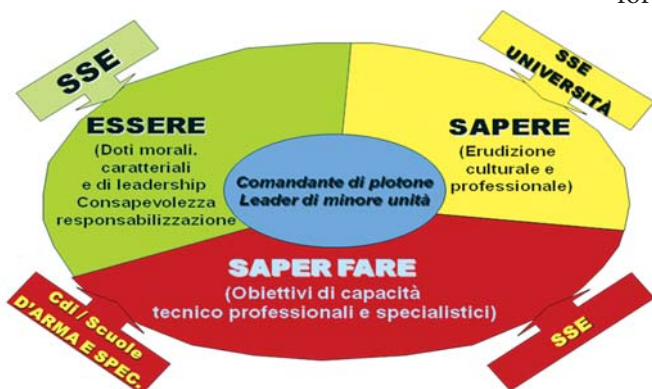 SSE
SSE
UNIVERSITÀ
ESSERE
(Doti morali,
caratteriali
e di leadership
Consapevolezza
responsabilizzazione
SAPERE
(Erudizione
culturale e
professionale)
Comandante di plotone
Leader di minore unità
SAPER FARE
(Obiettivi di capacità
tecnico professionali e specialistici)
Cdi / Scuole
D'ARMA E SPEC.
SSE